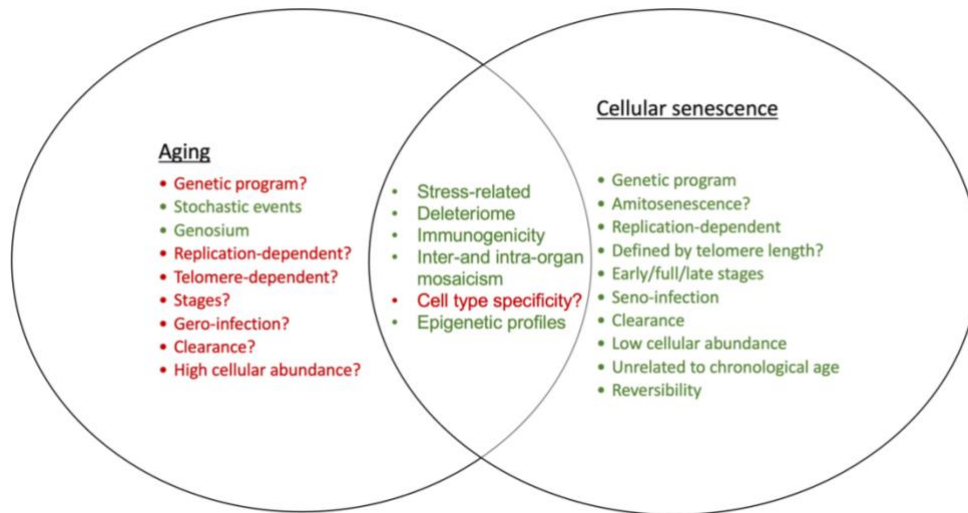 Aging
• Genetic program?
• Stochastic events
• Genosium
• Replication-dependent?
• Telomere-dependent?
• Stages?
• Gero-infection?
• Clearance?
• High cellular abundance?
• Stress-related
• Deleteriome
• Immunogenicity
• Inter-and intra-organ
mosaicism
• Cell type specificity?
• Epigenetic profiles
Cellular senescence
• Genetic program
• Amitosenescence?
• Replication-dependent
• Defined by telomere length?
• Early/full/late stages
• Seno-infection
• Clearance
• Low cellular abundance
• Unrelated to chronological age
• Reversibility